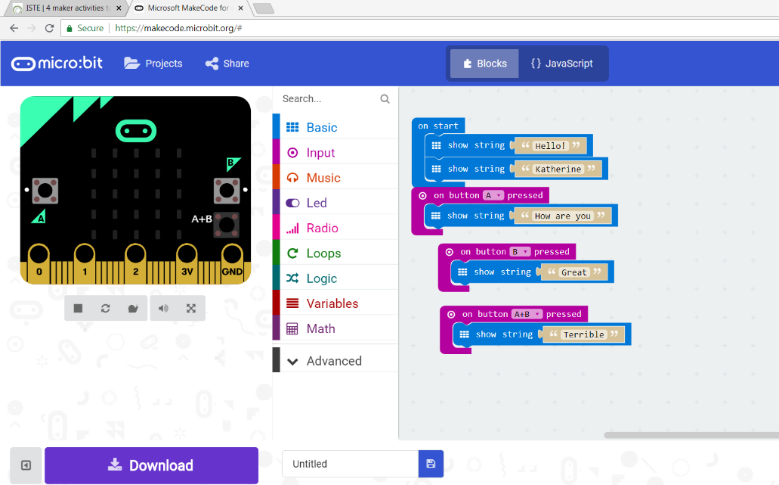 ISTE | 4 maker activities to
Microsoft MakeCode for
Secure
https://makecode.microbit.org/#
micro:bit
Projects
Share
Blocks
{} JavaScript
B
A
A+B
0
1
2
3V
GND
Search...
Basic
Input
Music
Led
Radio
Loops
Logic
Variables
Math
Advanced
on start
show string “ Hello! ”
show string “ Katherine ”
on button A pressed
show string “ How are you ”
on button B pressed
show string “ Great ”
on button A+B pressed
show string “ Terrible ”
Download
Untitled